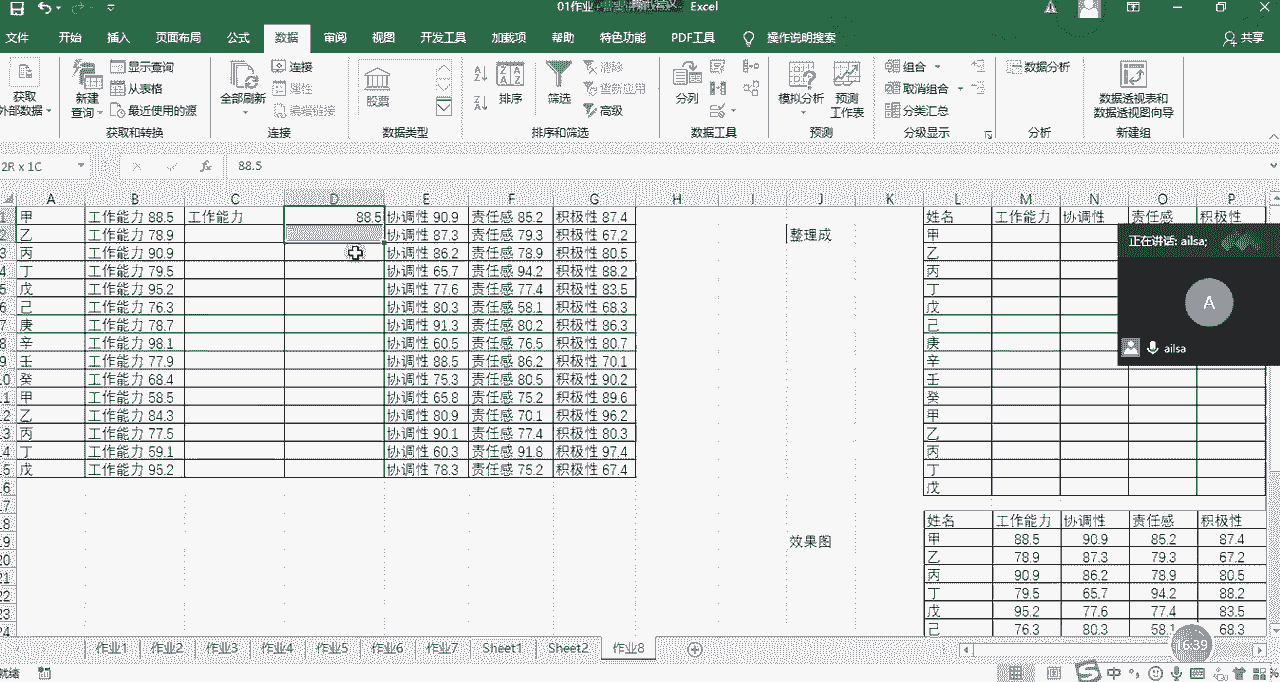 01作业 Excel
文件 开始 插入 页面布局 公式 数据 审阅 视图 开发工具 加载项 帮助 特色功能 PDF工具 操作说明搜索 共享
获取 外部数据 新建 查询 显示查询 从表格 最近使用的源 获取和转换
全部刷新 连接 属性 编辑链接 连接
股票 数据类型
排序 筛选 清除 重新应用 高级 排序和筛选
分列 数据工具
模拟分析 预测 工作表 预测
组合 取消组合 分类汇总 分级显示
数据分析 分析
数据透视表和 数据透视图向导 新建组
2R x 1C fx 88.5
A B C D E F G H I J K L M N O P
1 甲 工作能力 88.5 工作能力 88.5 协调性 90.9 责任感 85.2 积极性 87.4 姓名 工作能力 协调性 责任感 积极性
2 乙 工作能力 78.9 协调性 87.3 责任感 79.3 积极性 67.2 整理成 甲
3 丙 工作能力 90.9 协调性 86.2 责任感 78.9 积极性 80.5 乙
4 丁 工作能力 79.5 协调性 65.7 责任感 94.2 积极性 88.2 丙
5 戊 工作能力 95.2 协调性 77.6 责任感 77.4 积极性 83.5 丁
6 己 工作能力 76.3 协调性 80.3 责任感 58.1 积极性 68.3 戊
7 庚 工作能力 78.7 协调性 91.3 责任感 80.2 积极性 86.3 己
8 辛 工作能力 98.1 协调性 60.5 责任感 76.5 积极性 80.7 庚
9 壬 工作能力 77.9 协调性 88.5 责任感 86.2 积极性 70.1 辛
10 癸 工作能力 68.4 协调性 75.3 责任感 80.5 积极性 90.2 壬
11 甲 工作能力 58.5 协调性 65.8 责任感 75.2 积极性 89.6 癸
12 乙 工作能力 84.3 协调性 80.9 责任感 70.1 积极性 96.2 甲
13 丙 工作能力 77.5 协调性 90.1 责任感 77.4 积极性 80.3 乙
14 丁 工作能力 59.1 协调性 60.3 责任感 91.8 积极性 97.4 丙
15 戊 工作能力 95.2 协调性 78.3 责任感 75.2 积极性 67.4 丁
16 戊
17
18 姓名 工作能力 协调性 责任感 积极性
19 效果图 甲 88.5 90.9 85.2 87.4
20 乙 78.9 87.3 79.3 67.2
21 丙 90.9 86.2 78.9 80.5
22 丁 79.5 65.7 94.2 88.2
23 戊 95.2 77.6 77.4 83.5
24 己 76.3 80.3 58.1 68.3
正在讲话: ailsa;
A
ailsa
16:39
作业1 作业2 作业3 作业4 作业5 作业6 作业7 Sheet1 Sheet2 作业8
就绪 中